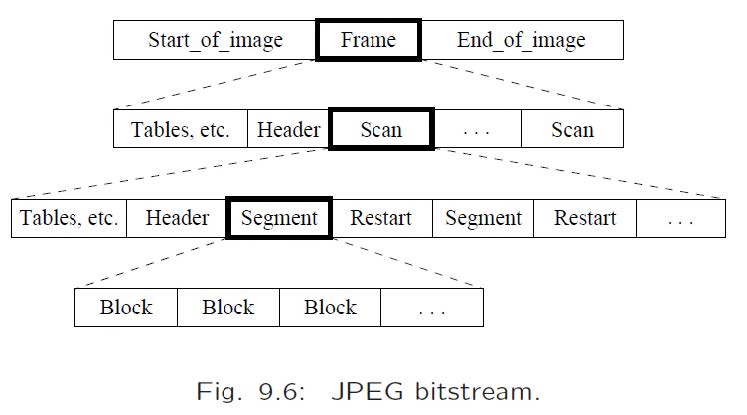 Start_of_image Frame End_of_image
Tables, etc. Header Scan . . . Scan
Tables, etc. Header Segment Restart Segment Restart . . .
Block Block Block . . .
Fig. 9.6: JPEG bitstream.